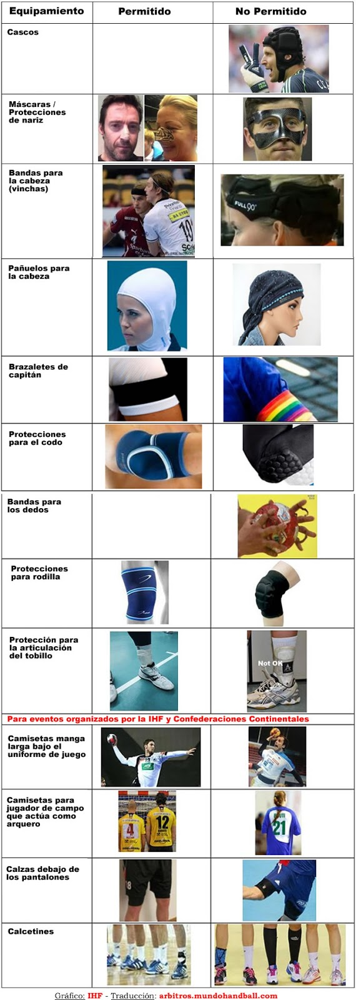 Equipamiento
Permitido
No Permitido
Cascos
Máscaras /
Protecciones
de nariz
Bandas para
la cabeza
(vinchas)
10
FULL 90°
Pañuelos para
la cabeza
Brazaletes de
capitán
Protecciones
para el codo
Bandas para
los dedos
Protecciones
para rodilla
Protección para
la articulación
del tobillo
Not OK
Para eventos organizados por la IHF y Confederaciones Continentales
Camisetas manga
larga bajo el
uniforme de juego
Camisetas para
jugador de campo
que actúa como
arquero
4
12
21
Calzas debajo de
los pantalones
18
Calcetines
Gráfico: IHF - Traducción: arbitros.mundohandball.com